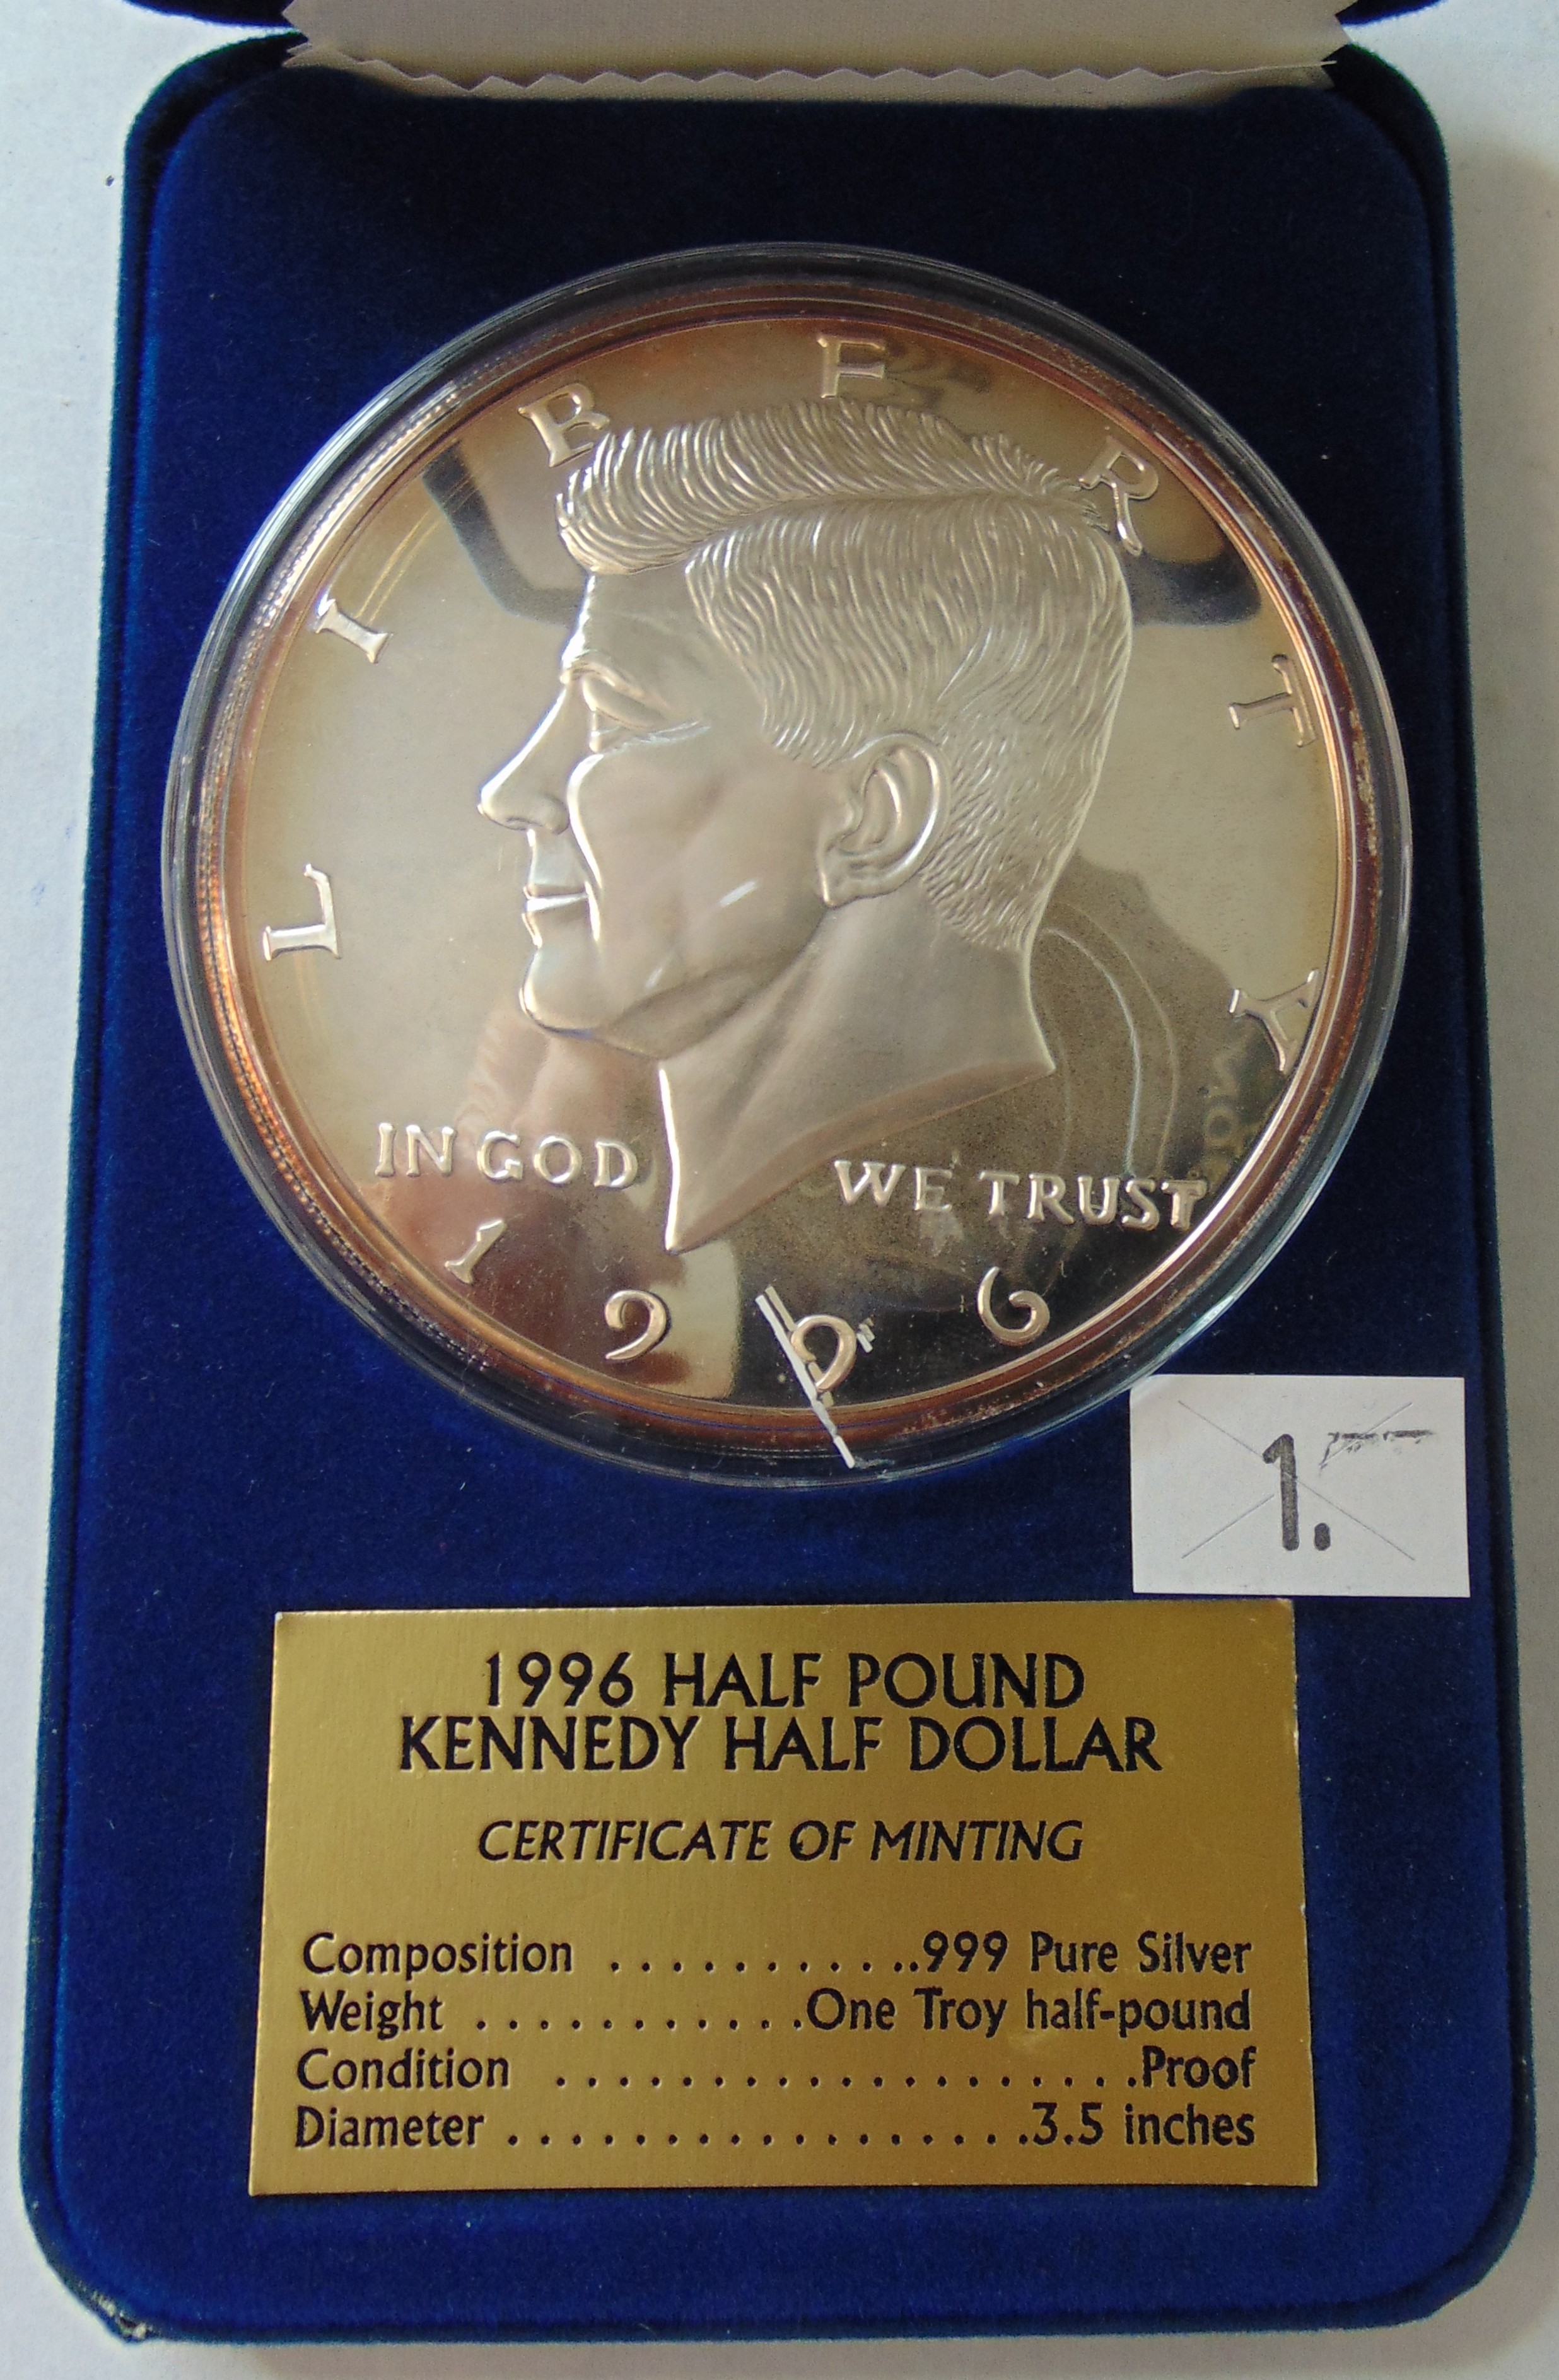 LIBERTY
IN GOD WE TRUST
1996
1.
1996 HALF POUND
KENNEDY HALF DOLLAR
CERTIFICATE OF MINTING
Composition ............999 Pure Silver
Weight ............One Troy half-pound
Condition ....................Proof
Diameter ..................3.5 inches